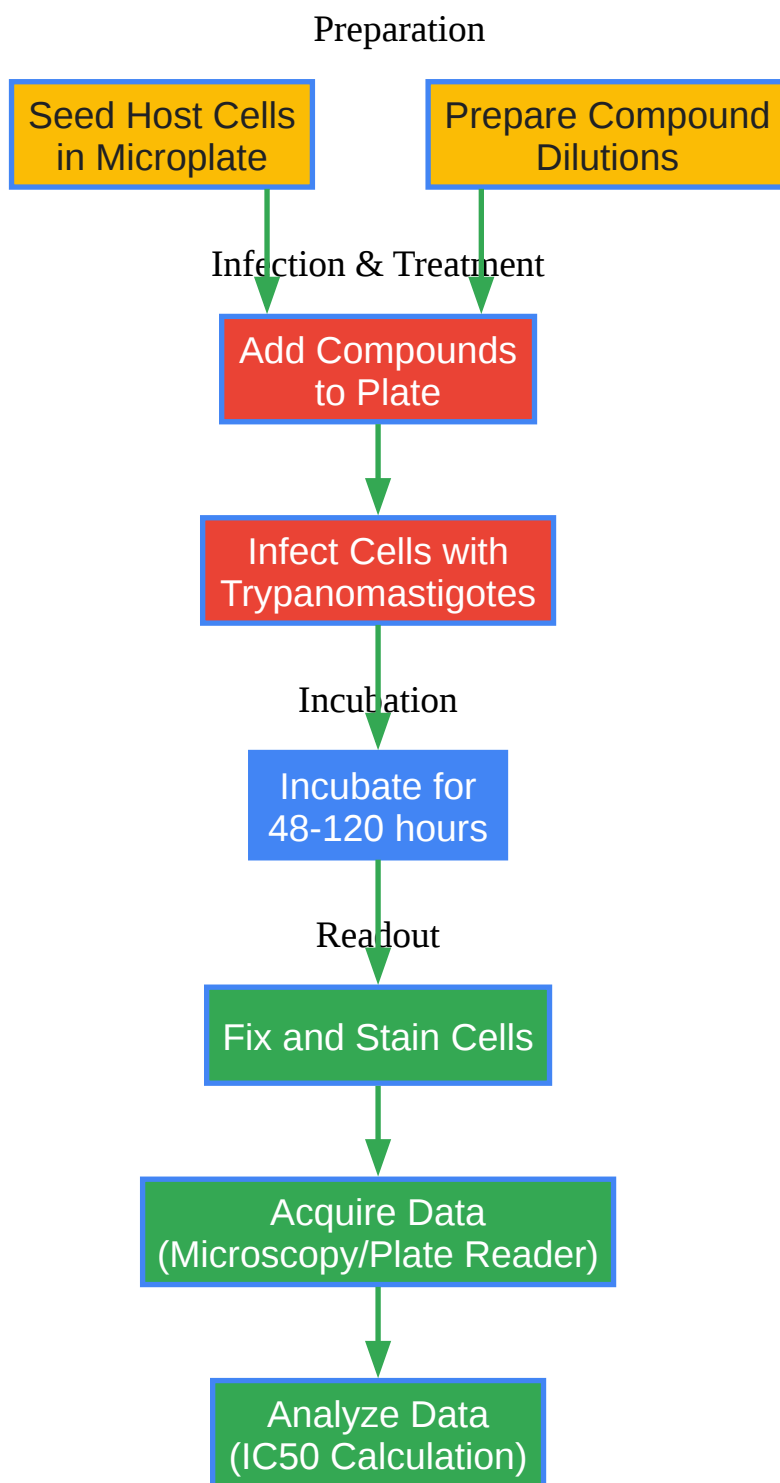 Preparation
Seed Host Cells
in Microplate
Prepare Compound
Dilutions
Infection & Treatment
Add Compounds
to Plate
Infect Cells with
Trypanomastigotes
Incubation
Incubate for
48-120 hours
Readout
Fix and Stain Cells
Acquire Data
(Microscopy/Plate Reader)
Analyze Data
(IC50 Calculation)